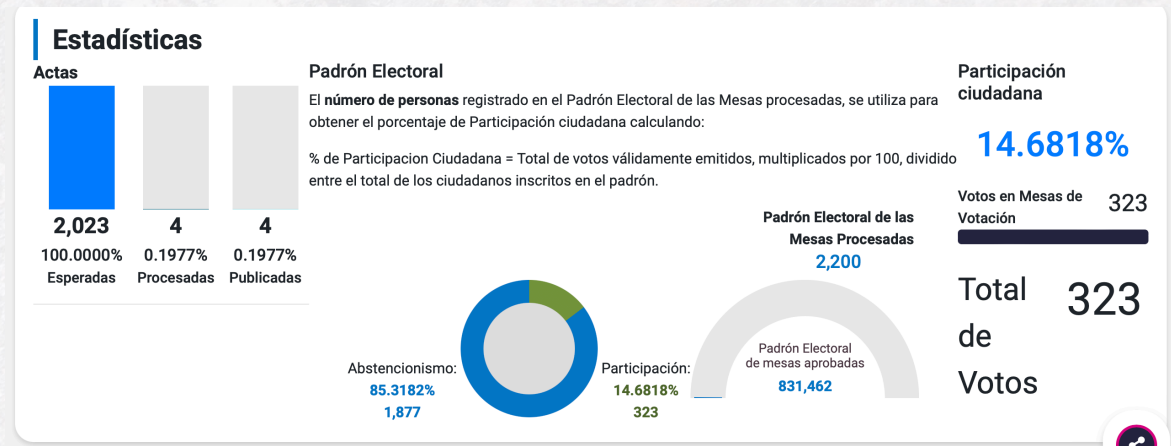 Estadísticas
Actas
2,023
100.0000%
Esperadas
4
0.1977%
Procesadas
4
0.1977%
Publicadas
Padrón Electoral
El número de personas registrado en el Padrón Electoral de las Mesas procesadas, se utiliza para
obtener el porcentaje de Participación ciudadana calculando:
% de Participacion Ciudadana = Total de votos válidamente emitidos, multiplicados por 100, dividido
entre el total de los ciudadanos inscritos en el padrón.
Abstencionismo:
85.3182%
1,877
Participación:
14.6818%
323
Padrón Electoral de las
Mesas Procesadas
2,200
Padrón Electoral
de mesas aprobadas
831,462
Participación
ciudadana
14.6818%
Votos en Mesas de
Votación
323
Total
de
Votos
323